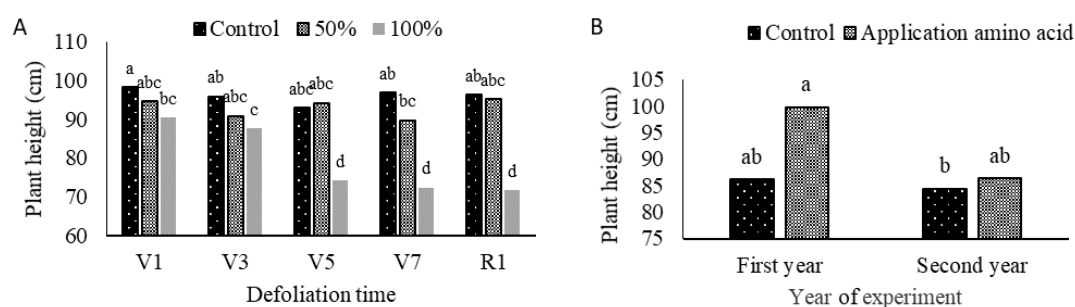 A
Control 50% 100%
Plant height (cm)
110
100
90
80
70
60
a abc bc
ab abc c
abc abc d
ab bc d
ab abc d
V1 V3 V5 V7 R1
Defoliation time
B
Control Application amino acid
Plant height (cm)
105
100
95
90
85
80
75
ab a
b ab
First year Second year
Year of experiment